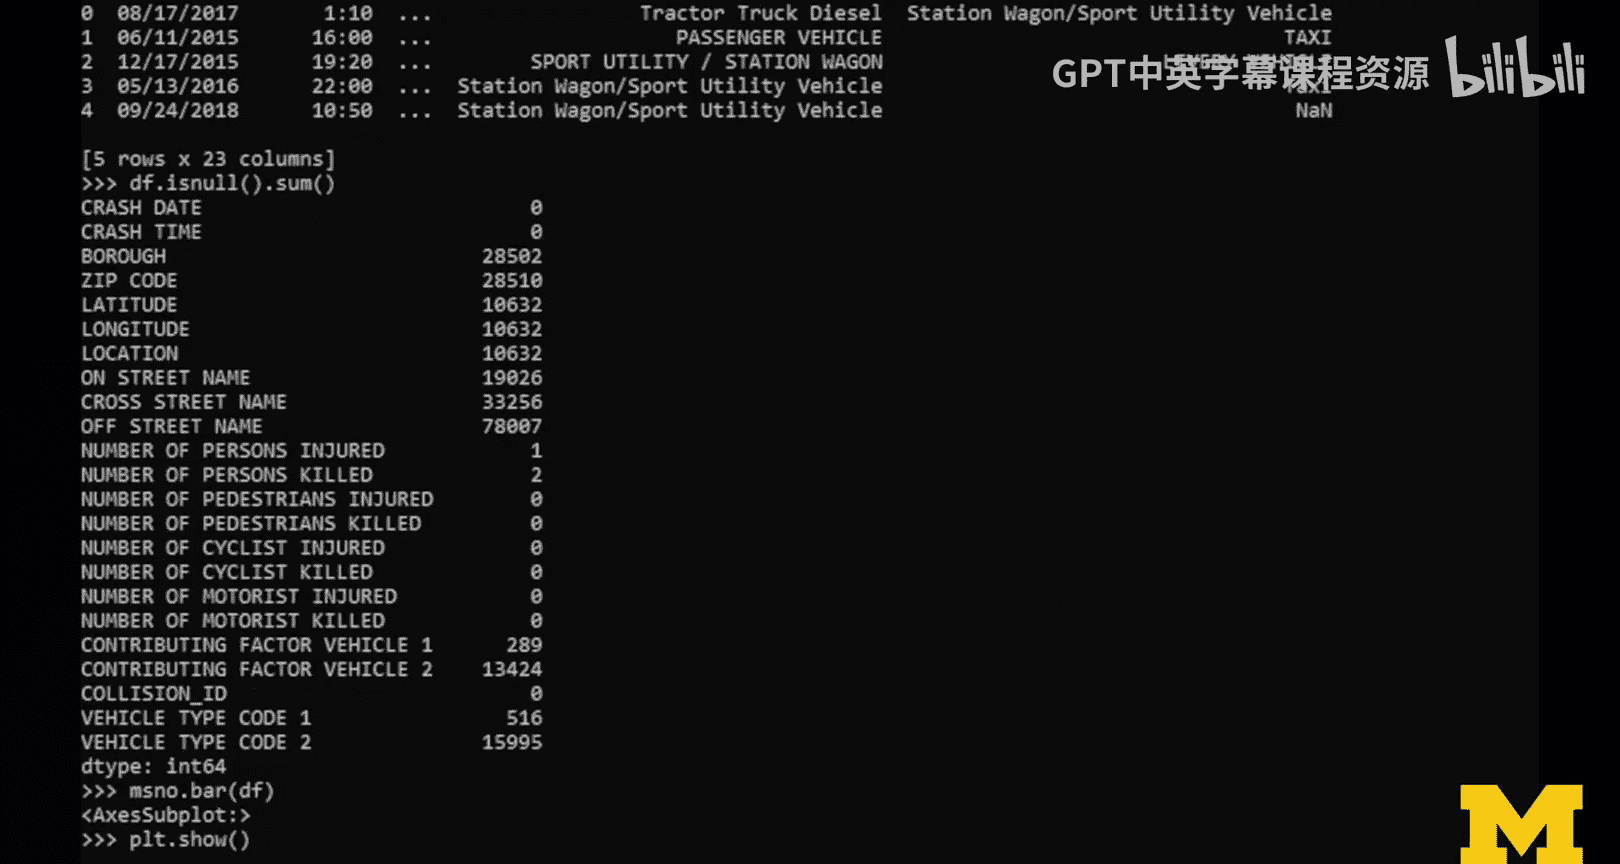 0 08/17/2017 1:10 ... Tractor Truck Diesel Station Wagon/Sport Utility Vehicle
1 06/11/2015 16:00 ... PASSENGER VEHICLE TAXI
2 12/17/2015 19:20 ... SPORT UTILITY / STATION WAGON
GPT中英字幕课程资源 bilibili
3 05/13/2016 22:00 ... Station Wagon/Sport Utility Vehicle
4 09/24/2018 10:50 ... Station Wagon/Sport Utility Vehicle NaN
[5 rows x 23 columns]
>>> df.isnull().sum()
CRASH DATE 0
CRASH TIME 0
BOROUGH 28502
ZIP CODE 28510
LATITUDE 10632
LONGITUDE 10632
LOCATION 10632
ON STREET NAME 19026
CROSS STREET NAME 33256
OFF STREET NAME 78007
NUMBER OF PERSONS INJURED 1
NUMBER OF PERSONS KILLED 2
NUMBER OF PEDESTRIANS INJURED 0
NUMBER OF PEDESTRIANS KILLED 0
NUMBER OF CYCLIST INJURED 0
NUMBER OF CYCLIST KILLED 0
NUMBER OF MOTORIST INJURED 0
NUMBER OF MOTORIST KILLED 0
CONTRIBUTING FACTOR VEHICLE 1 289
CONTRIBUTING FACTOR VEHICLE 2 13424
COLLISION_ID 0
VEHICLE TYPE CODE 1 516
VEHICLE TYPE CODE 2 15995
dtype: int64
>>> msno.bar(df)
<AxesSubplot:>
>>> plt.show()
M